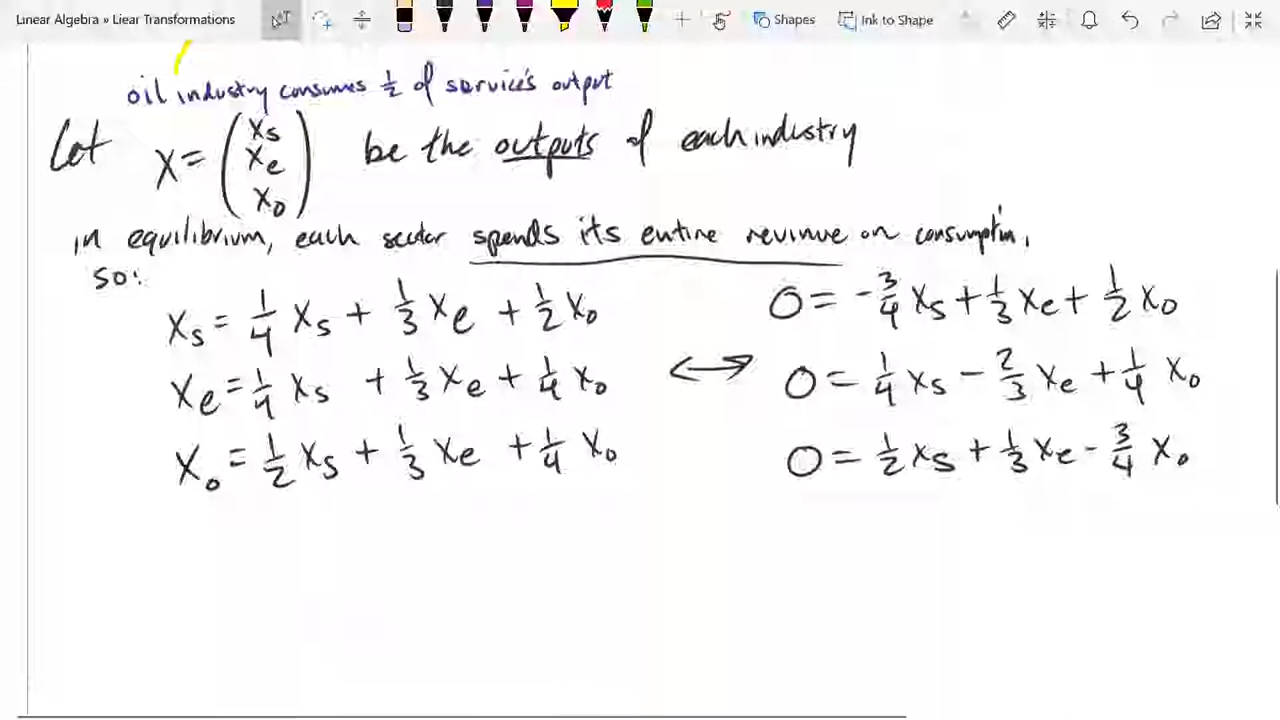 Linear Algebra » Liear Transformations
Shapes
Ink to Shape
oil industry consumes 1/2 of service's output
Let X = (xs xe xo) be the outputs of each industry
in equilibrium, each sector spends its entire revinue on consumption,
so:
xs = 1/4 xs + 1/3 xe + 1/2 xo
0 = -3/4 xs + 1/3 xe + 1/2 xo
xe = 1/4 xs + 1/3 xe + 1/4 xo
↔
0 = 1/4 xs - 2/3 xe + 1/4 xo
xo = 1/2 xs + 1/3 xe + 1/4 xo
0 = 1/2 xs + 1/3 xe - 3/4 xo